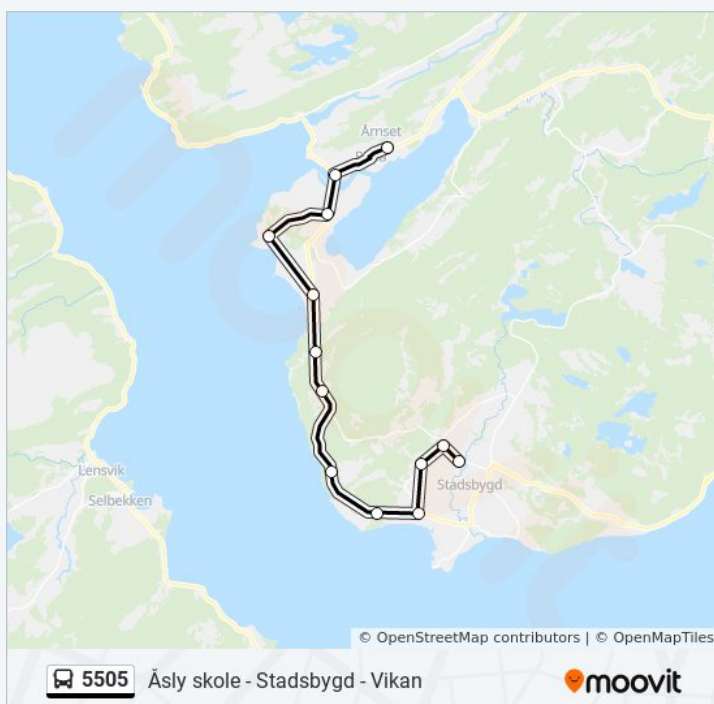 Årnset
Lensvik
Selbekken
Stadsbygd
© OpenStreetMap contributors | © OpenMapTiles
5505 Åsly skole - Stadsbygd - Vikan
moovit